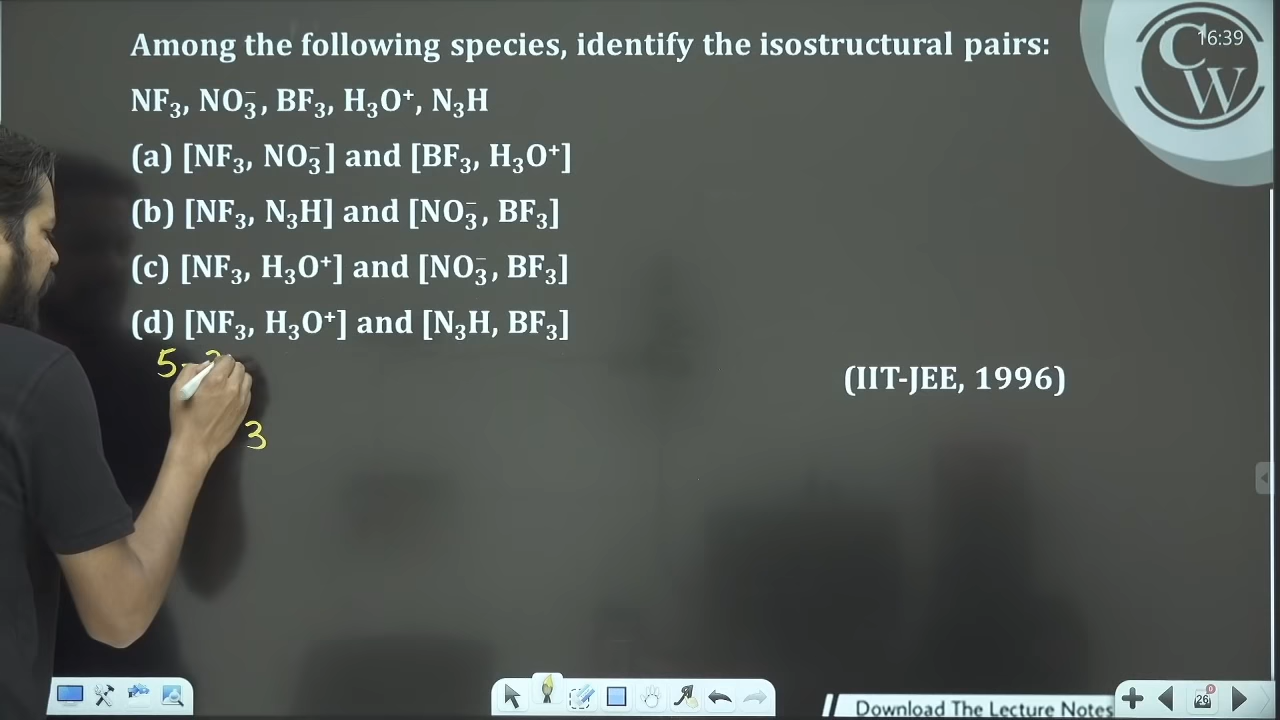 16:39
CW
Among the following species, identify the isostructural pairs:
NF₃, NO₃⁻, BF₃, H₃O⁺, N₃H
(a) [NF₃, NO₃⁻] and [BF₃, H₃O⁺]
(b) [NF₃, N₃H] and [NO₃⁻, BF₃]
(c) [NF₃, H₃O⁺] and [NO₃⁻, BF₃]
(d) [NF₃, H₃O⁺] and [N₃H, BF₃]
5-
(IIT-JEE, 1996)
3
Download The Lecture Notes
26